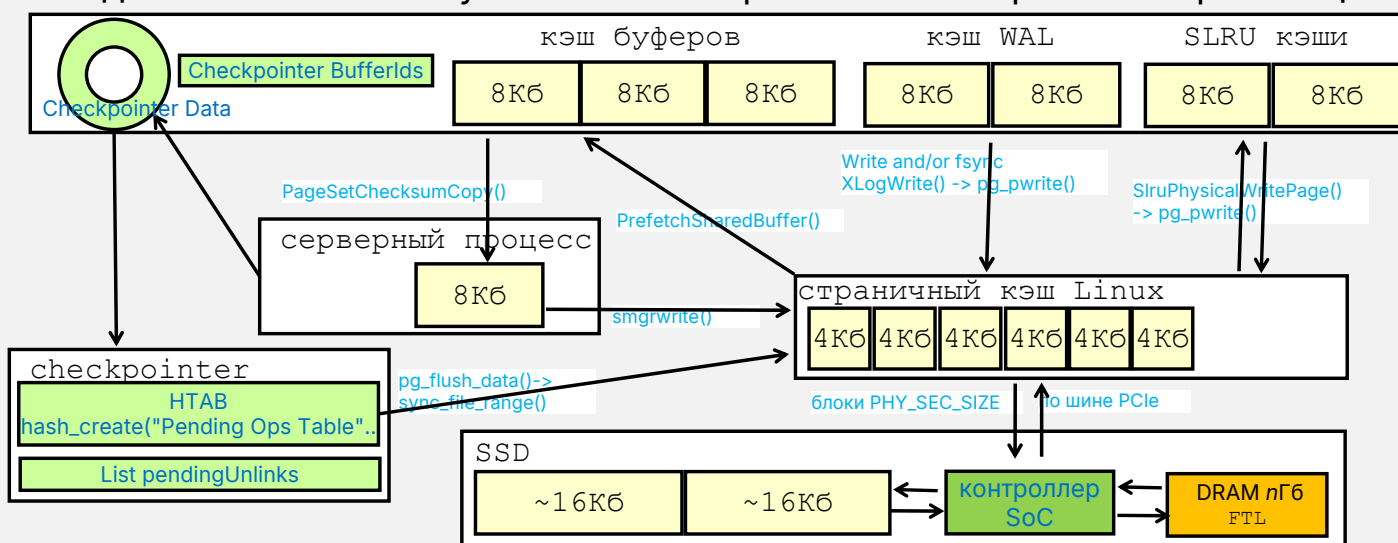 кэш буферов
кэш WAL
SLRU кэши
Checkpointer BufferIds
8Кб
8Кб
8Кб
8Кб
8Кб
8Кб
8Кб
Checkpointer Data
Write and/or fsync
XLogWrite() -> pg_pwrite()
PageSetChecksumCopy()
SlruPhysicalWritePage()
-> pg_pwrite()
PrefetchSharedBuffer()
серверный процесс
8Кб
smgrwrite()
страничный кэш Linux
4Кб
4Кб
4Кб
4Кб
4Кб
4Кб
checkpointer
HTAB
hash_create("Pending Ops Table"..
List pendingUnlinks
pg_flush_data()->
sync_file_range()
блоки PHY_SEC_SIZE
по шине PCIe
SSD
~16Кб
~16Кб
контроллер
SoC
DRAM nГб
FTL